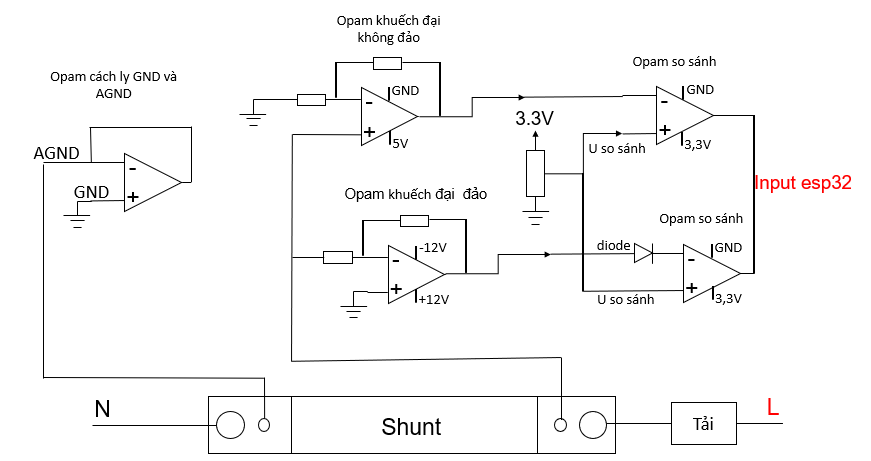 Opam khuếch đại
không đảo
Opam cách ly GND và
AGND
Opam so sánh
GND
GND
3.3V
AGND
5V
U so sánh
3,3V
GND
Input esp32
Opam khuếch đại đảo
Opam so sánh
-12V
diode
GND
+12V
U so sánh
3,3V
N
Shunt
Tải
L